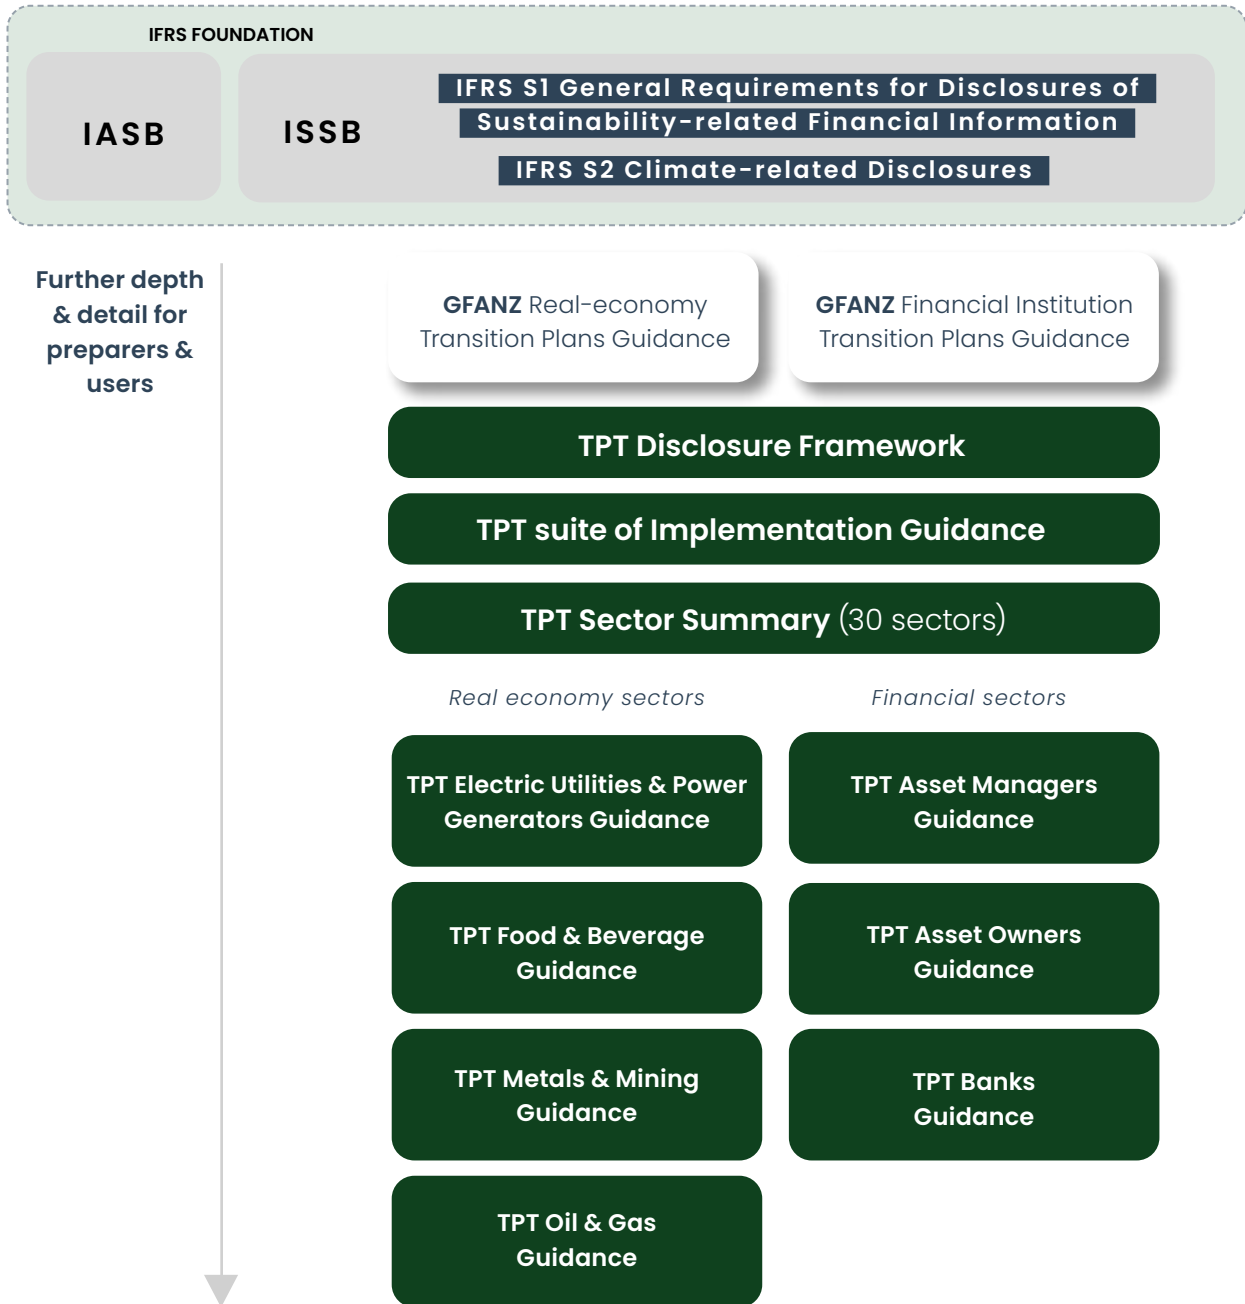 IFRS FOUNDATION
IASB
ISSB
IFRS S1 General Requirements for Disclosures of
Sustainability-related Financial Information
IFRS S2 Climate-related Disclosures
Further depth
& detail for
preparers &
users
GFANZ Real-economy
Transition Plans Guidance
GFANZ Financial Institution
Transition Plans Guidance
TPT Disclosure Framework
TPT suite of Implementation Guidance
TPT Sector Summary (30 sectors)
Real economy sectors
Financial sectors
TPT Electric Utilities & Power
Generators Guidance
TPT Asset Managers
Guidance
TPT Food & Beverage
Guidance
TPT Asset Owners
Guidance
TPT Metals & Mining
Guidance
TPT Banks
Guidance
TPT Oil & Gas
Guidance